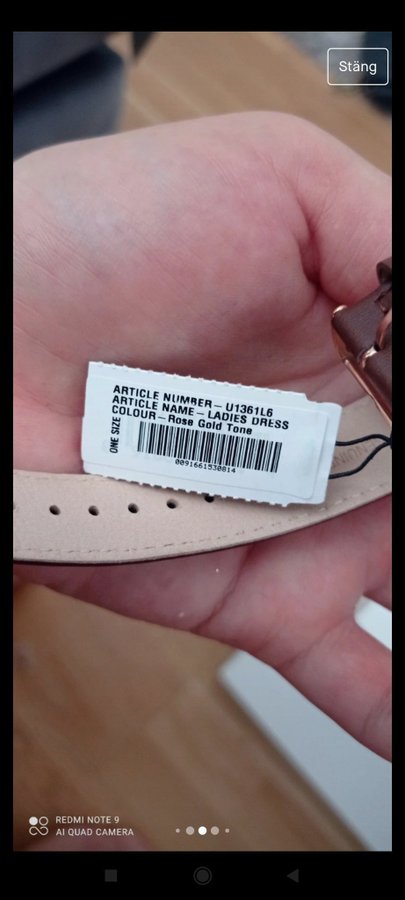 Stäng
ARTICLE NUMBER – U1361L6
ARTICLE NAME – LADIES DRESS
COLOUR – Rose Gold Tone
ONE SIZE
0091661530814
REDMI NOTE 9
AI QUAD CAMERA